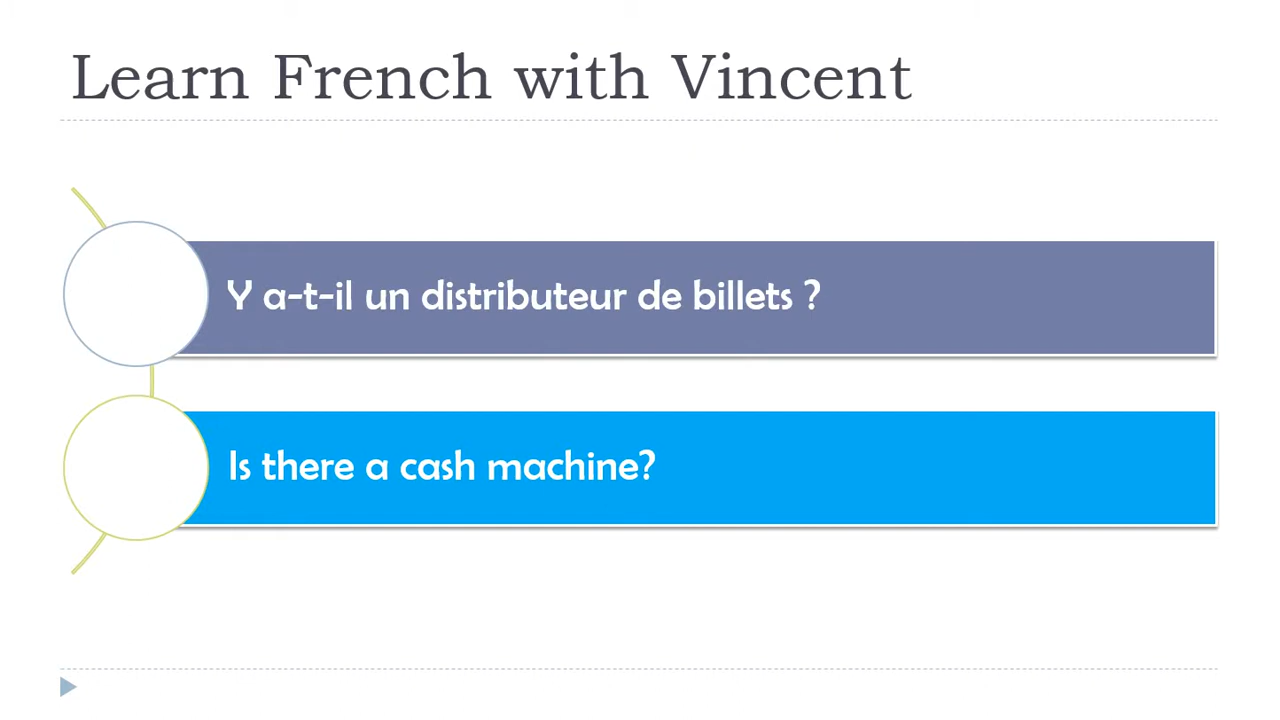 Learn French with Vincent
Y a-t-il un distributeur de billets ?
Is there a cash machine?